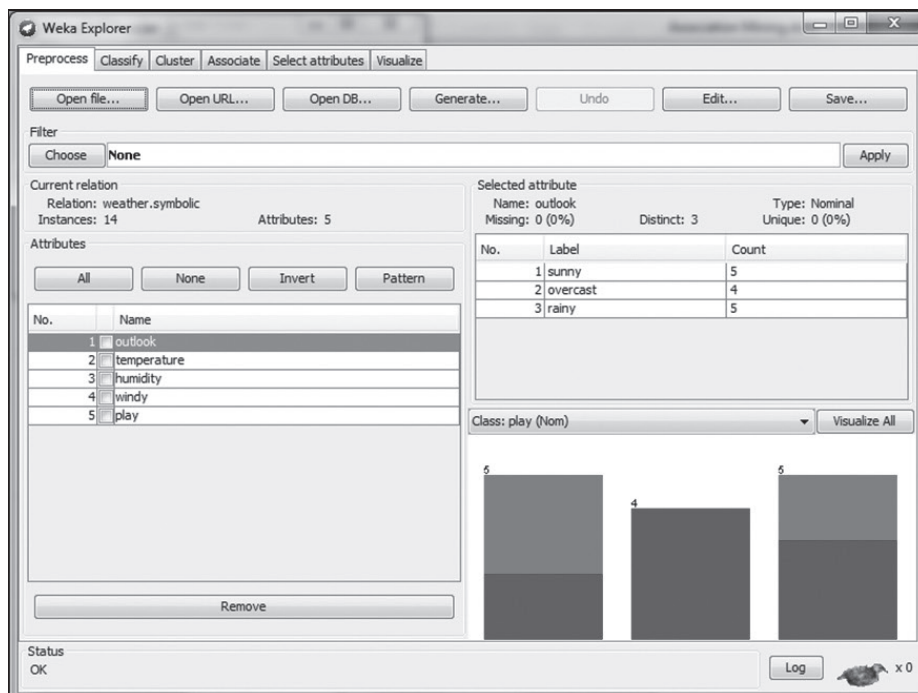 Weka Explorer
Preprocess Classify Cluster Associate Select attributes Visualize
Open file... Open URL... Open DB... Generate... Undo Edit... Save...
Filter
Choose None Apply
Current relation
Relation: weather.symbolic
Instances: 14 Attributes: 5
Attributes
All None Invert Pattern
No. Name
1 outlook
2 temperature
3 humidity
4 windy
5 play
Remove
Selected attribute
Name: outlook Type: Nominal
Missing: 0 (0%) Distinct: 3 Unique: 0 (0%)
No. Label Count
1 sunny 5
2 overcast 4
3 rainy 5
Class: play (Nom) Visualize All
5 4 5
Status
OK Log x 0